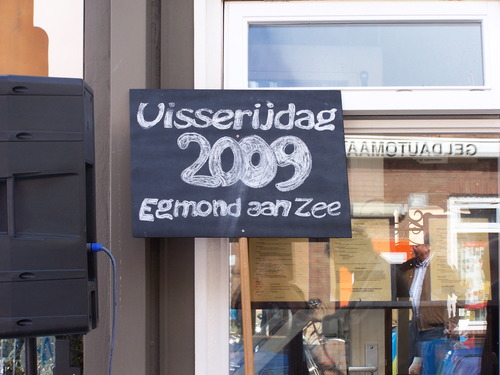 Visserijdag
2009
Egmond aan Zee
GELDAUTOMAA